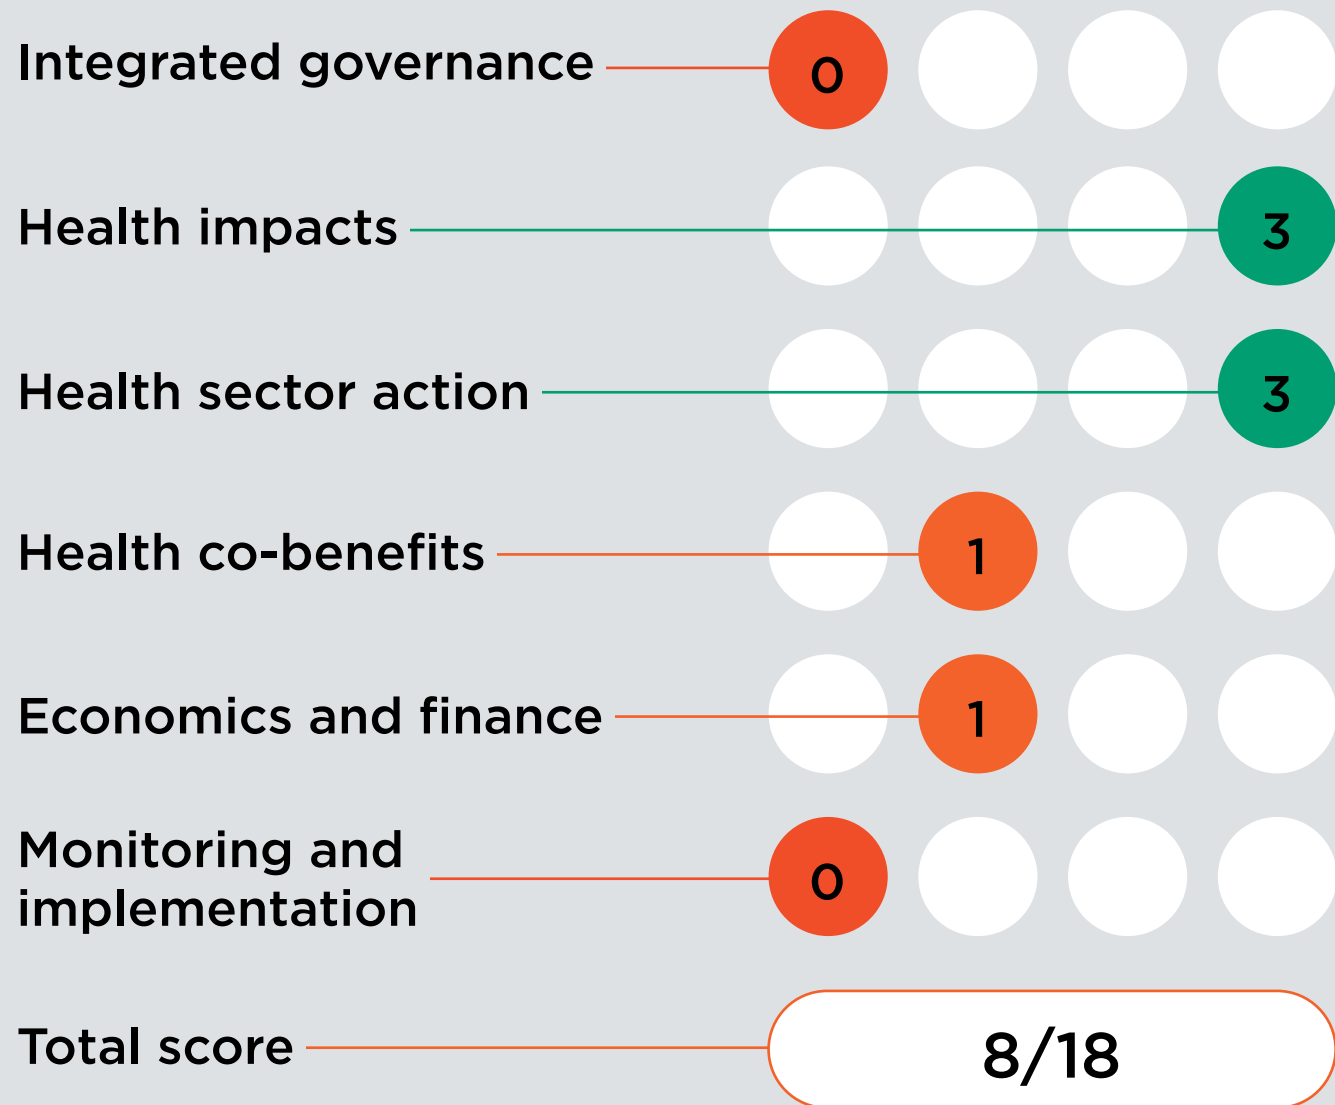 Integrated governance 0
Health impacts 3
Health sector action 3
Health co-benefits 1
Economics and finance 1
Monitoring and
implementation 0
Total score 8/18